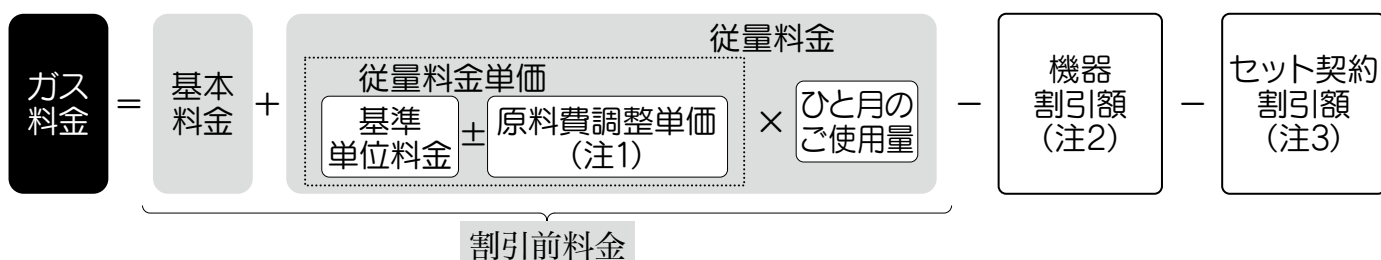 ガス
料金
=
基本
料金
+
従量料金
従量料金単価
基準
単位料金
±
原料費調整単価
(注1)
×
ひと月の
ご使用量
−
機器
割引額
(注2)
−
セット契約
割引額
(注3)
割引前料金